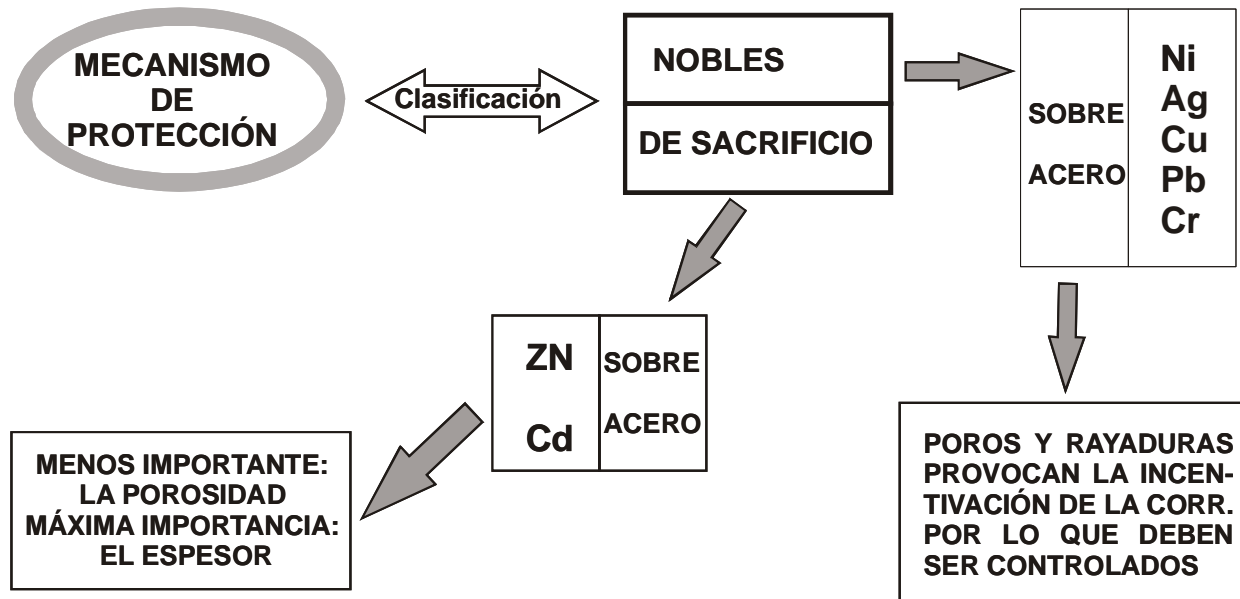 MECANISMO
DE
PROTECCIÓN
Clasificación
NOBLES
DE SACRIFICIO
SOBRE
ACERO
Ni
Ag
Cu
Pb
Cr
ZN
Cd
SOBRE
ACERO
MENOS IMPORTANTE:
LA POROSIDAD
MÁXIMA IMPORTANCIA:
EL ESPESOR
POROS Y RAYADURAS
PROVOCAN LA INCEN-
TIVACIÓN DE LA CORR.
POR LO QUE DEBEN
SER CONTROLADOS